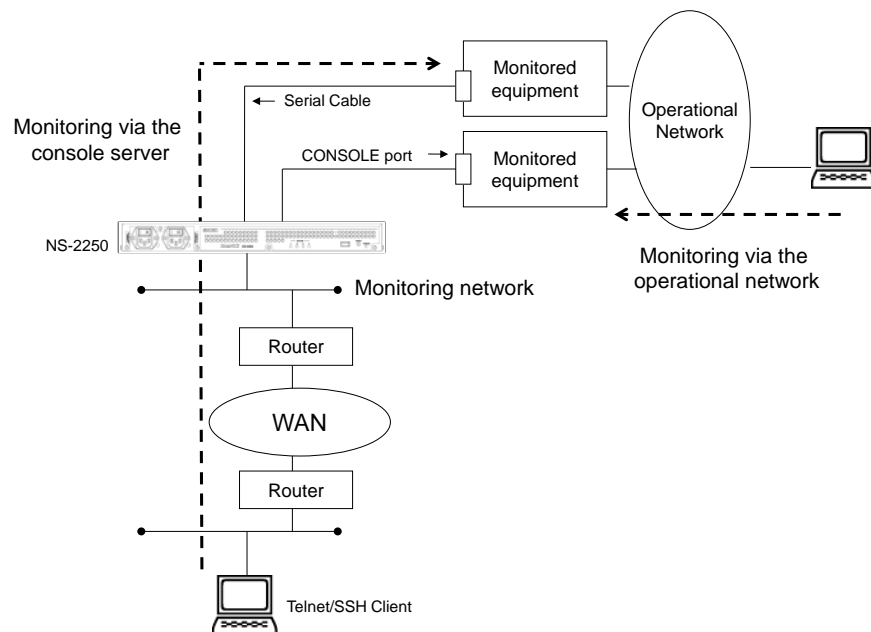 Monitored
equipment
Serial Cable
Operational
Network
Monitoring via the
console server
CONSOLE port
Monitored
equipment
NS-2250
Monitoring via the
operational network
Monitoring network
Router
WAN
Router
Telnet/SSH Client